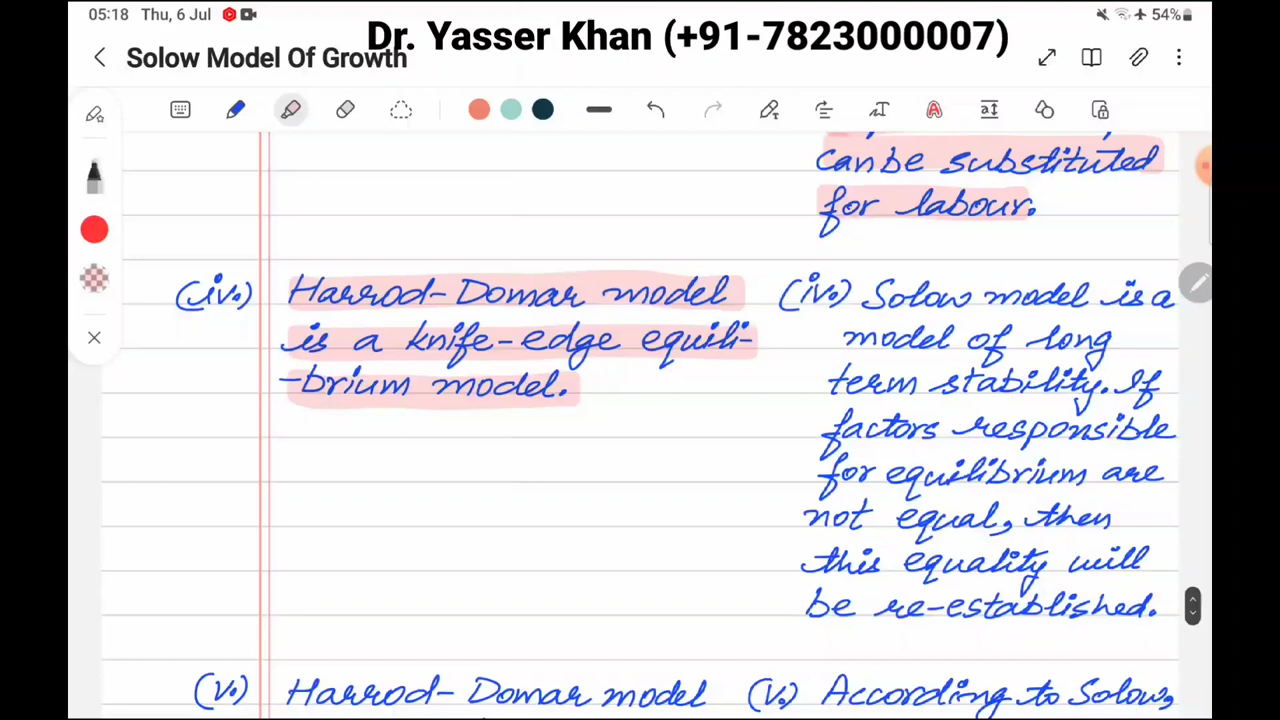 05:18 Thu, 6 Jul
54%
Dr. Yasser Khan (+91-7823000007)
Solow Model Of Growth
can be substituted
for labour.
(iv.) Harrod-Domar model
is a knife-edge equili-
-brium model.
(iv.) Solow model is a
model of long
term stability. If
factors responsible
for equilibrium are
not equal, then
this equality will
be re-established.
(v.) Harrod-Domar model
(v.) According to Solow,